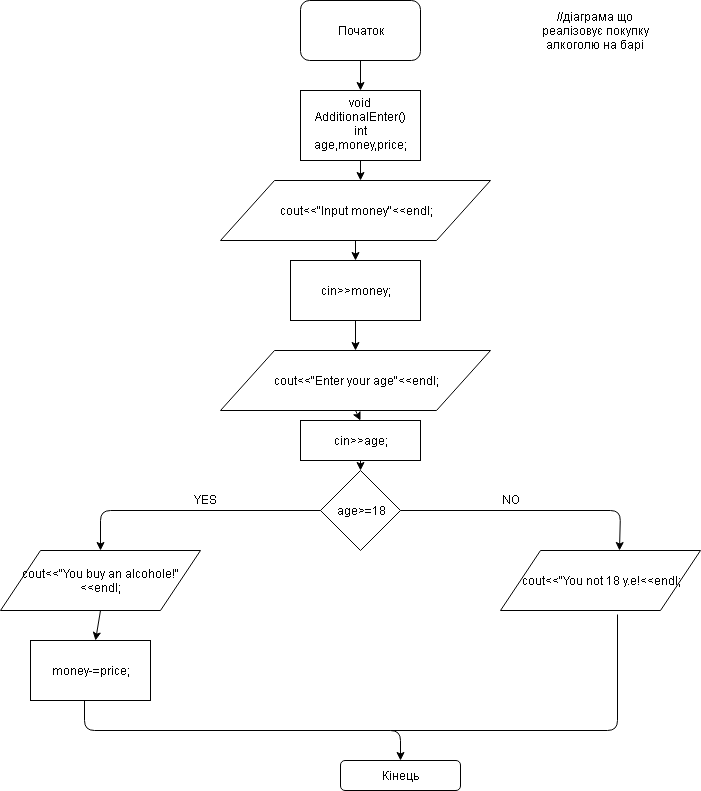 Початок
//діаграма що
реалізовує покупку
алкоголю на барі
void
AdditionalEnter()
int
age,money,price;
cout<<"Input money"<<endl;
cin>>money;
cout<<"Enter your age"<<endl;
cin>>age;
age>=18
YES
NO
cout<<"You buy an alcohole!"
<<endl;
cout<<"You not 18 y.e!<<endl;
money-=price;
Кінець